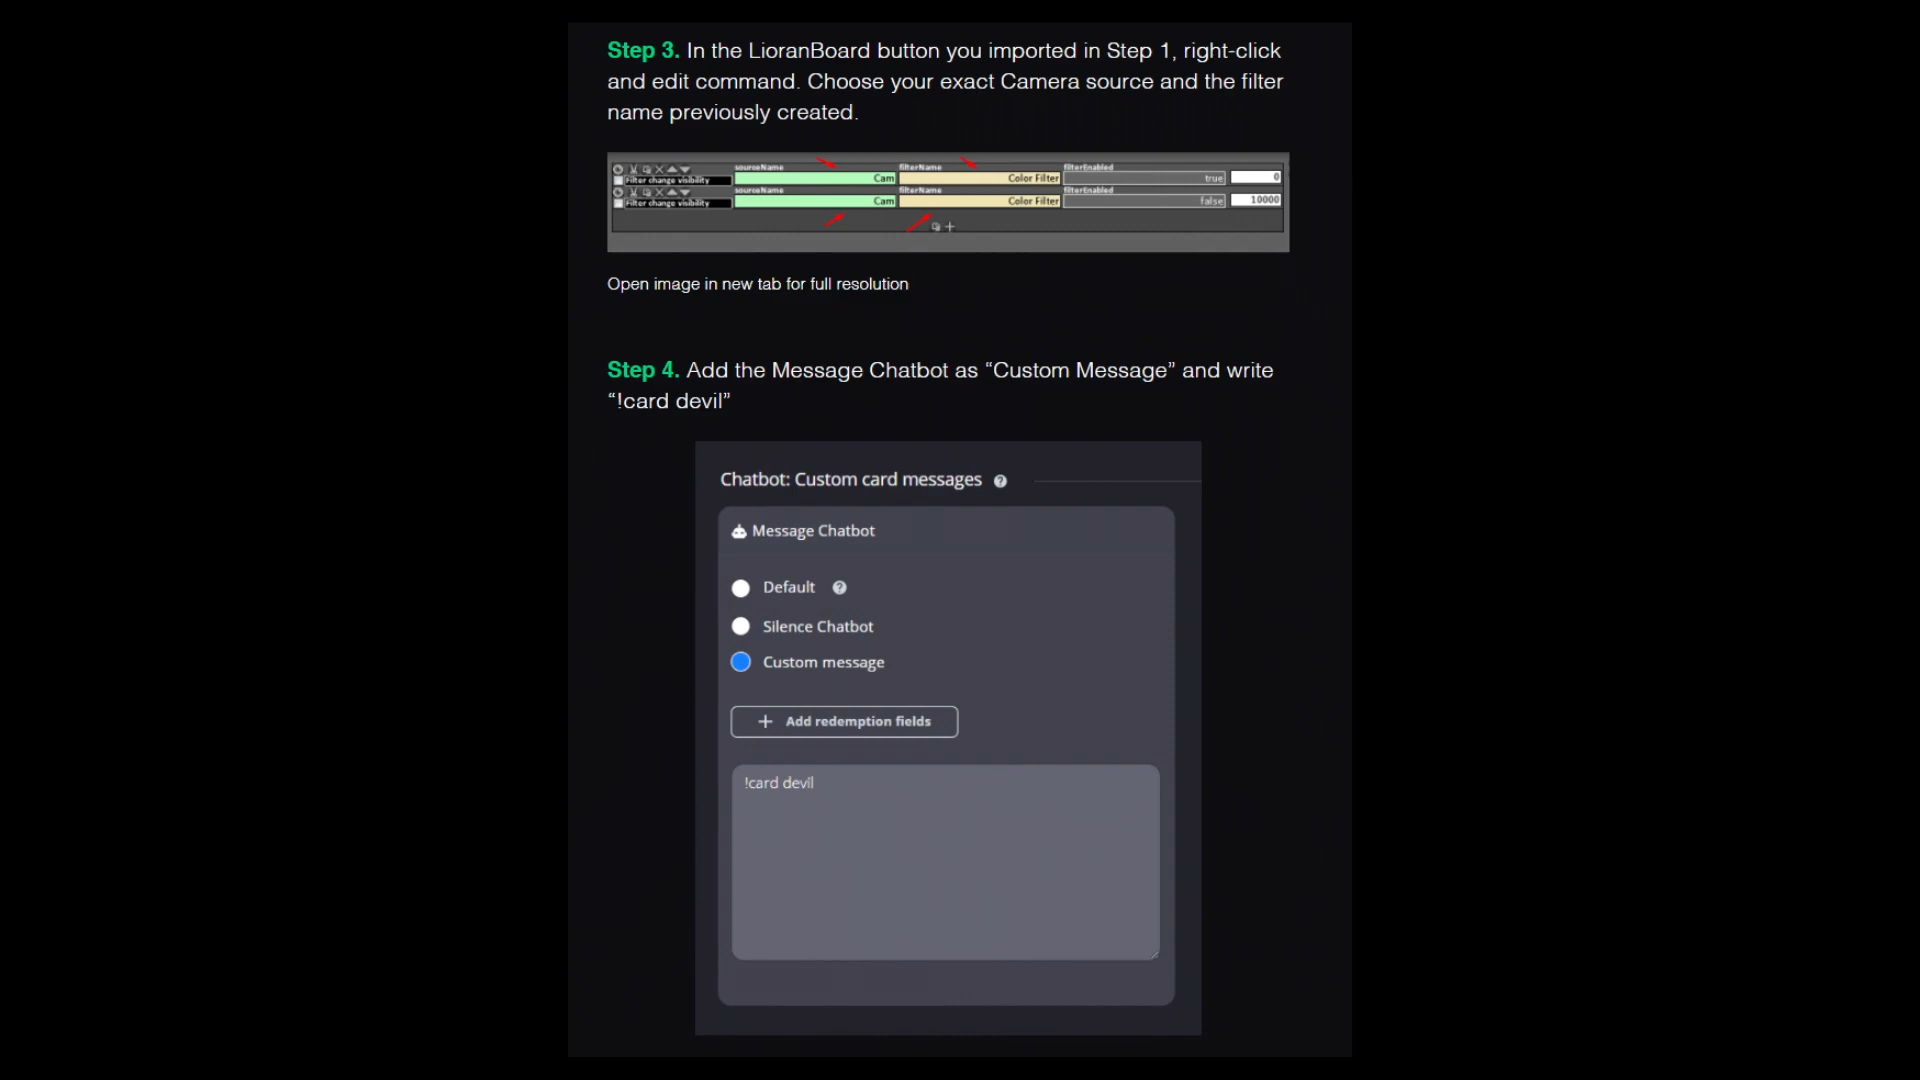 Step 3. In the LioranBoard button you imported in Step 1, right-click
and edit command. Choose your exact Camera source and the filter
name previously created.
sourceName filterName filterEnabled
Filter change visibility Cam Color Filter true 0
sourceName filterName filterEnabled
Filter change visibility Cam Color Filter false 10000
Open image in new tab for full resolution
Step 4. Add the Message Chatbot as “Custom Message” and write
“!card devil”
Chatbot: Custom card messages
Message Chatbot
Default
Silence Chatbot
Custom message
+ Add redemption fields
!card devil